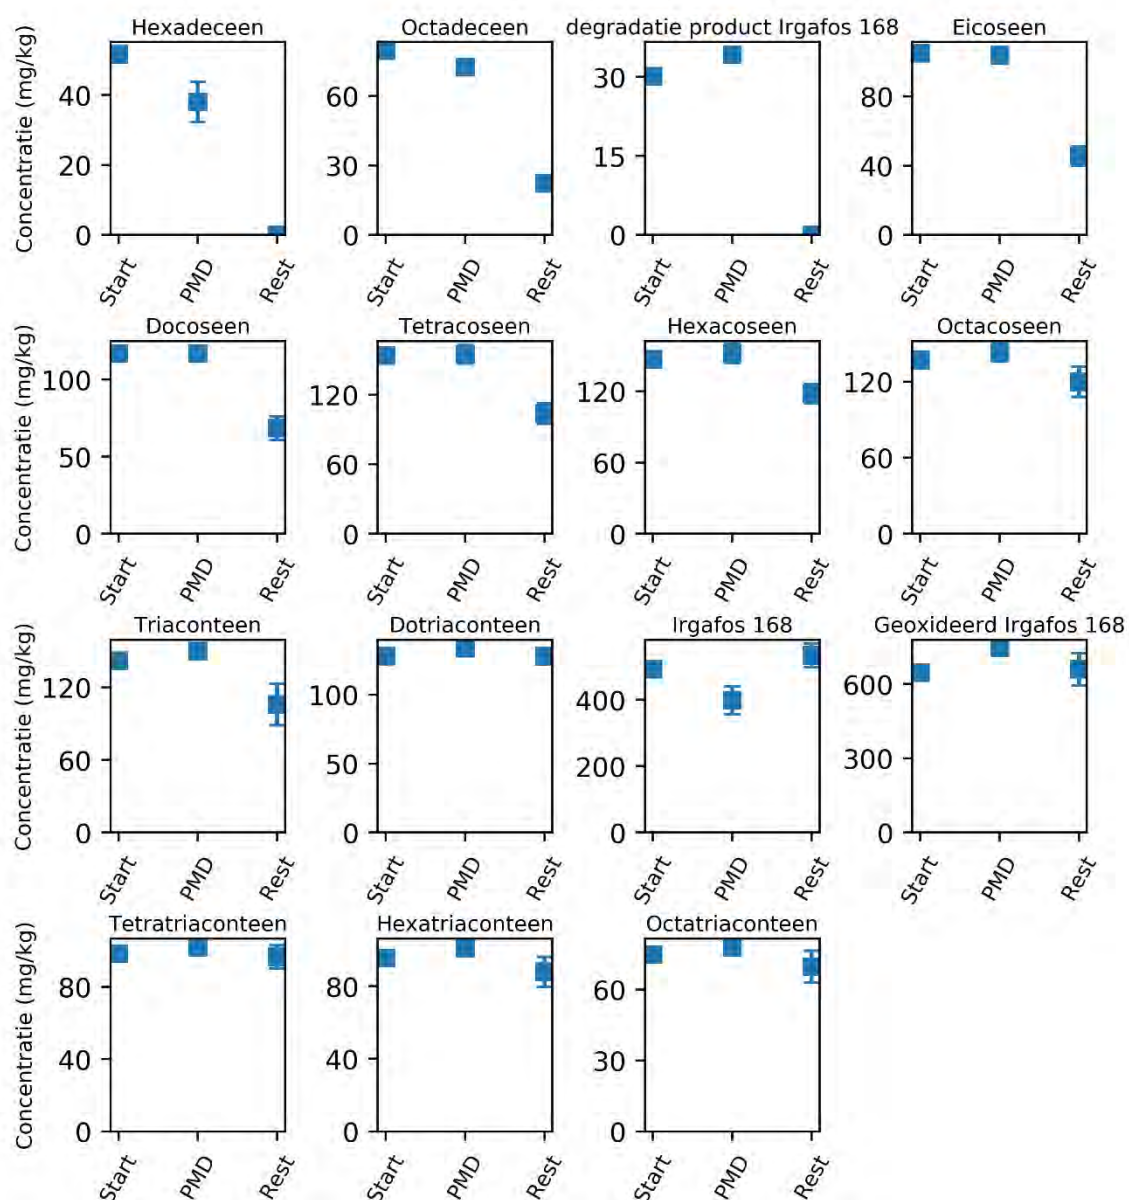 Hexadeceen
Octadeceen
degradatie product Irgafos 168
Eicoseen
Concentratie (mg/kg)
40
20
0
60
30
0
30
15
0
80
40
0
Start
PMD
Rest
Start
PMD
Rest
Start
PMD
Rest
Start
PMD
Rest
Docoseen
Tetracoseen
Hexacoseen
Octacoseen
Concentratie (mg/kg)
100
50
0
120
60
0
120
60
0
120
60
0
Start
PMD
Rest
Start
PMD
Rest
Start
PMD
Rest
Start
PMD
Rest
Triaconteen
Dotriaconteen
Irgafos 168
Geoxideerd Irgafos 168
Concentratie (mg/kg)
120
60
0
100
50
0
400
200
0
600
300
0
Start
PMD
Rest
Start
PMD
Rest
Start
PMD
Rest
Start
PMD
Rest
Tetratriaconteen
Hexatriaconteen
Octatriaconteen
Concentratie (mg/kg)
80
40
0
80
40
0
60
30
0
Start
PMD
Rest
Start
PMD
Rest
Start
PMD
Rest